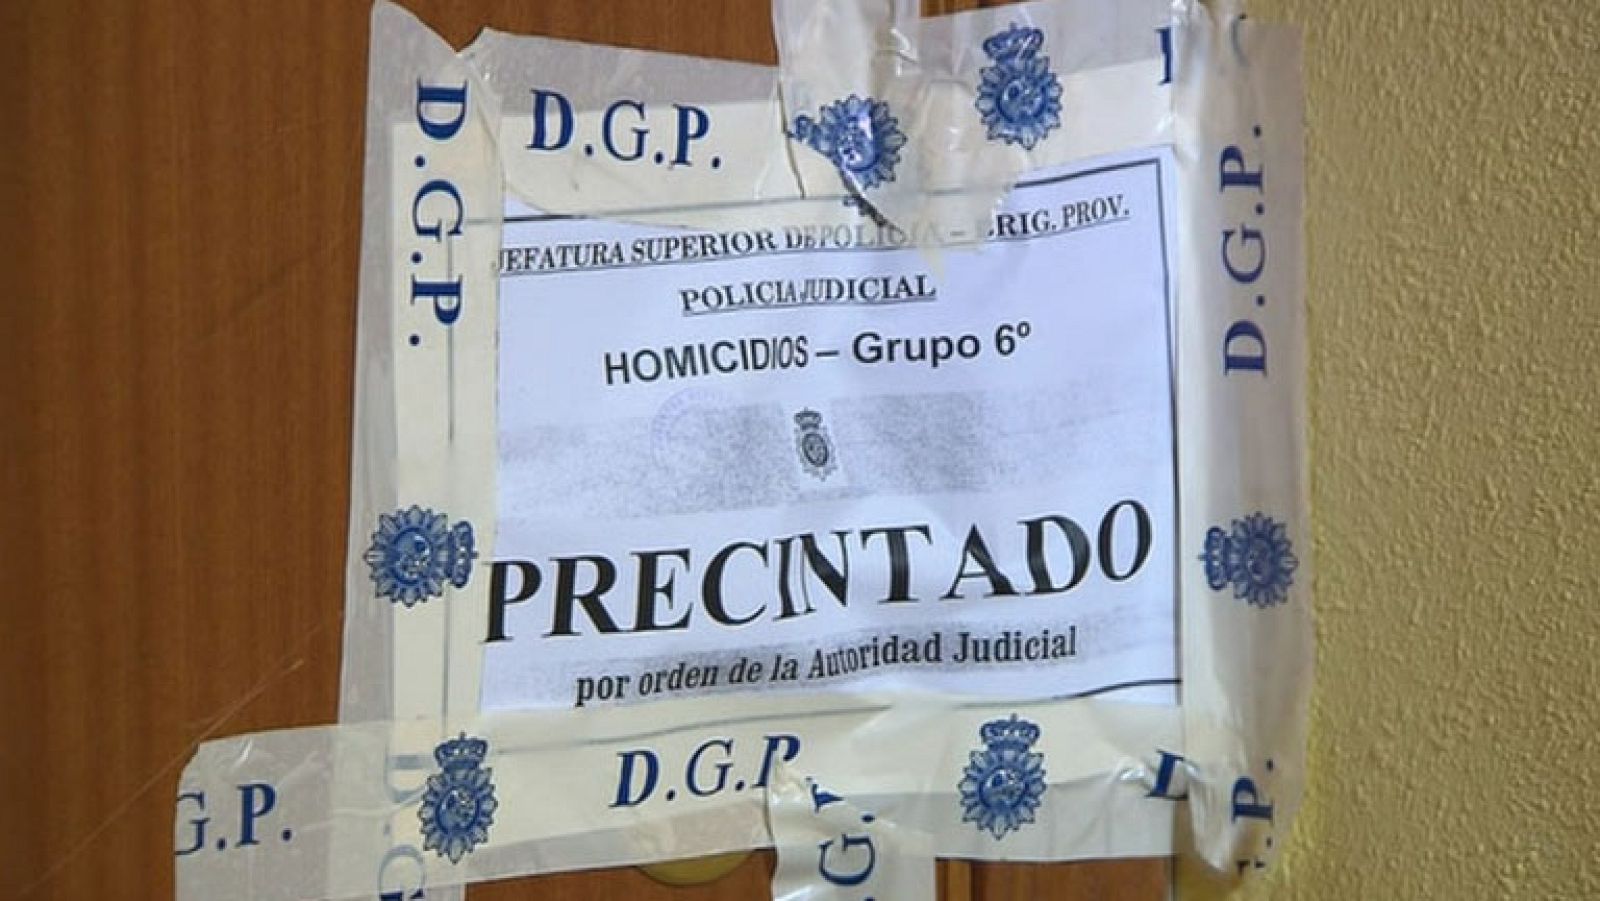 D.G.P.
D.G.P.
D.G.P.
JEFATURA SUPERIOR DE POLICIA – BRIG. PROV.
POLICIA JUDICIAL
HOMICIDIOS – Grupo 6º
PRECINTADO
por orden de la Autoridad Judicial
D.G.P.
G.P.
D.G
.G.P